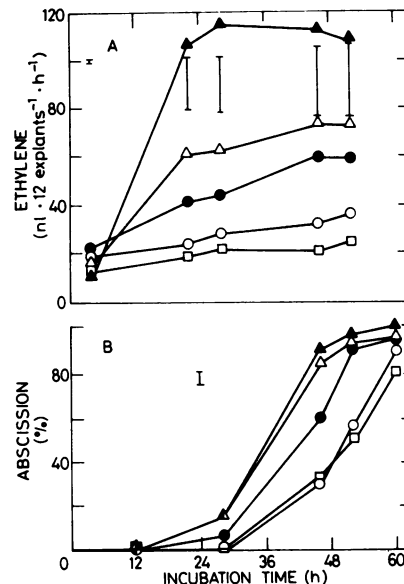 120
A
80
40
0
ETHYLENE
(nl · 12 explants⁻¹ · h⁻¹)
B
80
40
0
ABSCISSION
(%)
0 12 24 36 48 60
INCUBATION TIME (h)